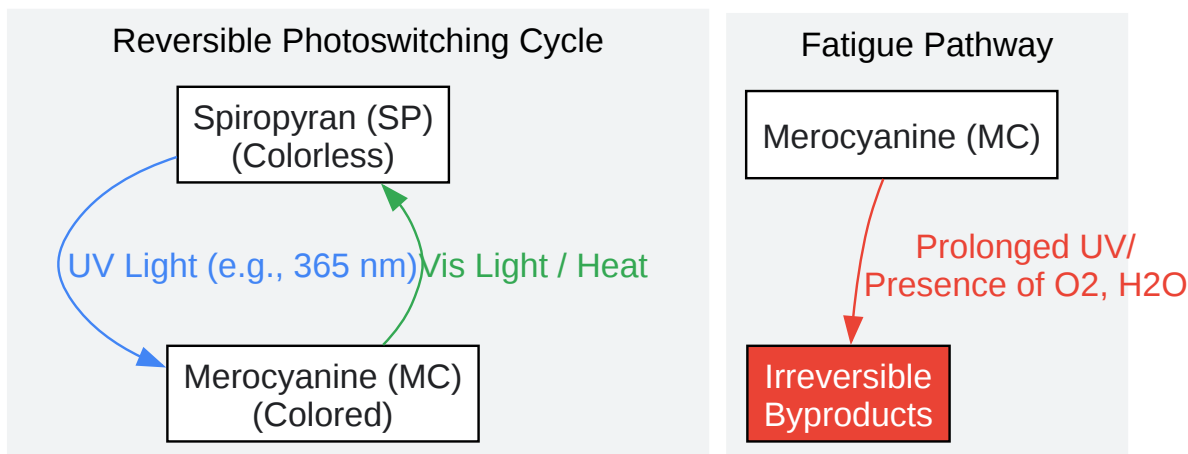 Reversible Photoswitching Cycle
Spiropyran (SP)
(Colorless)
UV Light (e.g., 365 nm)
Vis Light / Heat
Merocyanine (MC)
(Colored)
Fatigue Pathway
Merocyanine (MC)
Prolonged UV/
Presence of O2, H2O
Irreversible
Byproducts